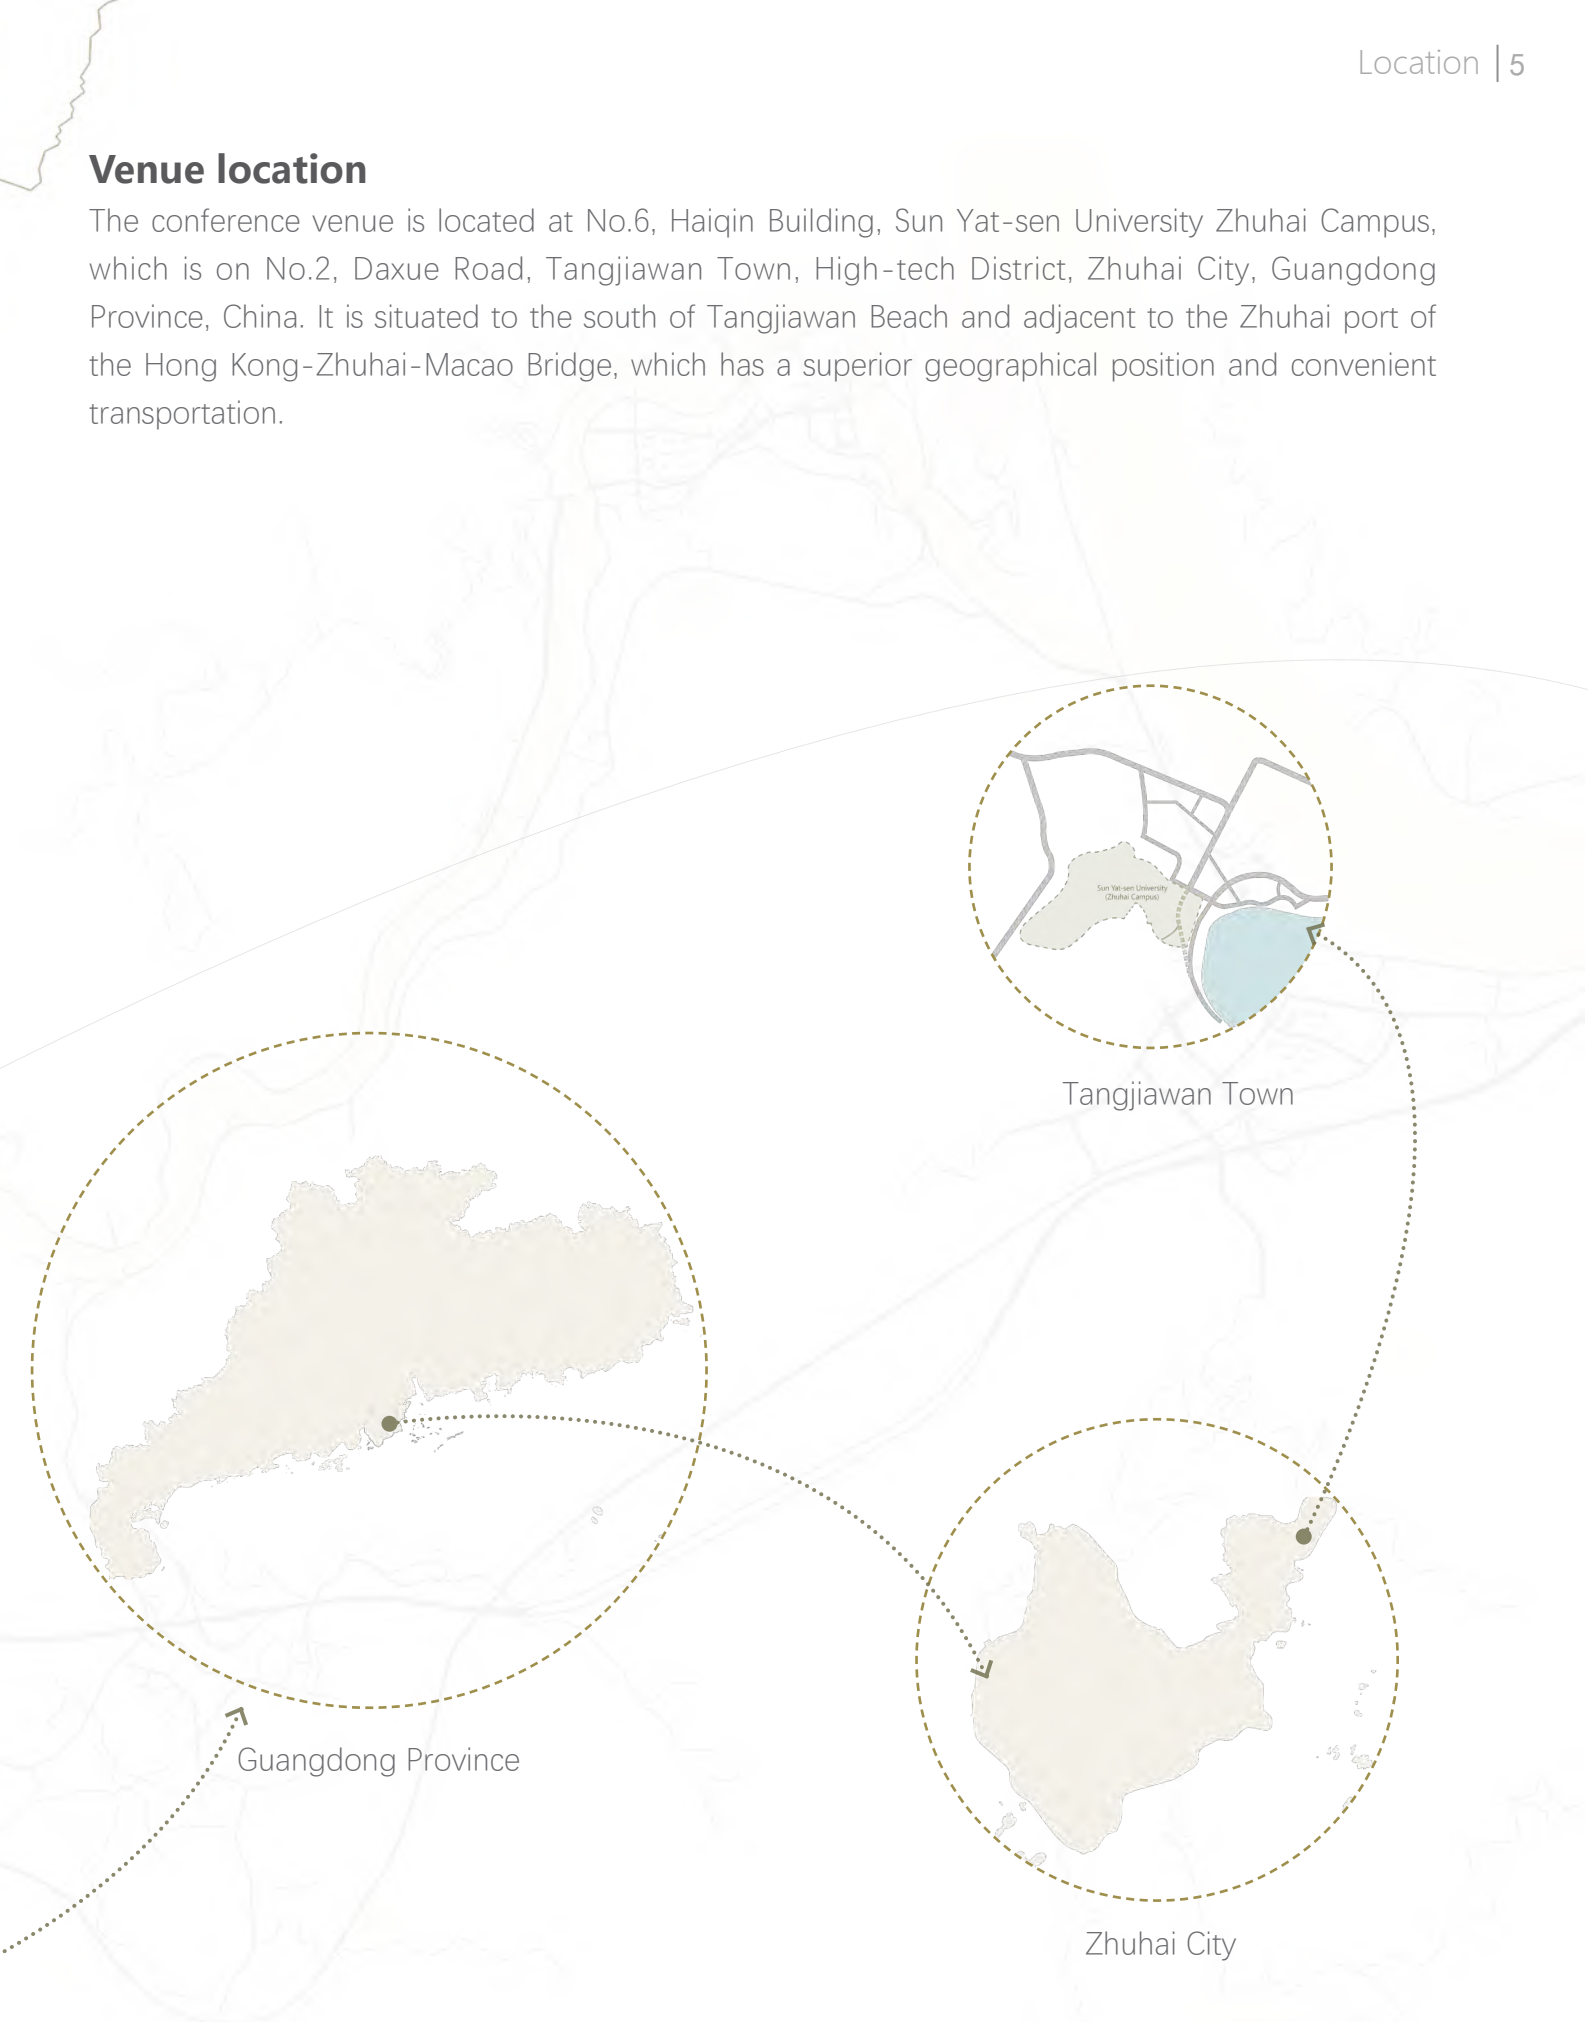 Location | 5
Venue location
The conference venue is located at No.6, Haiqin Building, Sun Yat-sen University Zhuhai Campus,
which is on No.2, Daxue Road, Tangjiawan Town, High-tech District, Zhuhai City, Guangdong
Province, China. It is situated to the south of Tangjiawan Beach and adjacent to the Zhuhai port of
the Hong Kong-Zhuhai-Macao Bridge, which has a superior geographical position and convenient
transportation.
Sun Yat-sen University
(Zhuhai Campus)
Tangjiawan Town
Guangdong Province
Zhuhai City